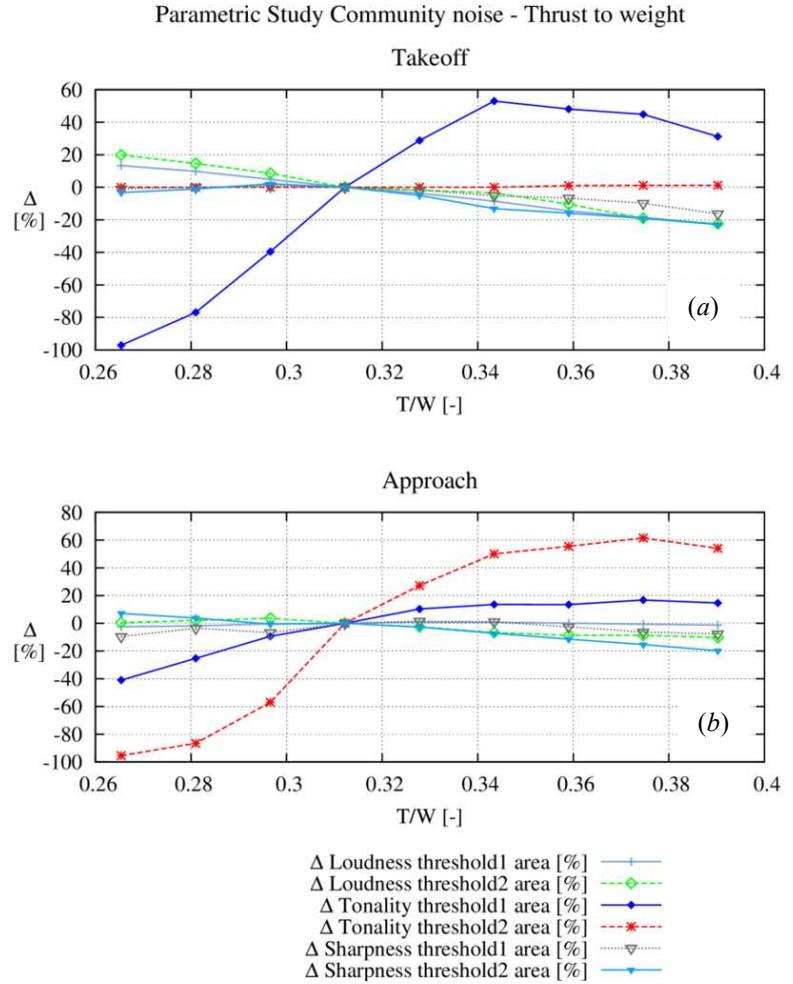 Parametric Study Community noise - Thrust to weight
Takeoff
60
40
20
0
-20
-40
-60
-80
-100
Δ
[%]
(a)
0.26 0.28 0.3 0.32 0.34 0.36 0.38 0.4
T/W [-]
Approach
80
60
40
20
0
-20
-40
-60
-80
-100
Δ
[%]
(b)
0.26 0.28 0.3 0.32 0.34 0.36 0.38 0.4
T/W [-]
Δ Loudness threshold1 area [%]
Δ Loudness threshold2 area [%]
Δ Tonality threshold1 area [%]
Δ Tonality threshold2 area [%]
Δ Sharpness threshold1 area [%]
Δ Sharpness threshold2 area [%]